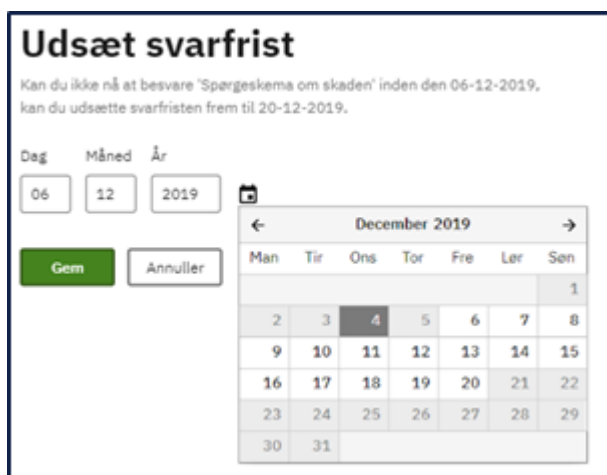 Udsæt svarfrist
Kan du ikke nå at besvare 'Spørgeskema om skaden' inden den 06-12-2019,
kan du udsætte svarfristen frem til 20-12-2019.
Dag Måned År
06 12 2019
← December 2019 →
Gem Annuller
Man Tir Ons Tor Fre Lør Søn
1
2 3 4 5 6 7 8
9 10 11 12 13 14 15
16 17 18 19 20 21 22
23 24 25 26 27 28 29
30 31